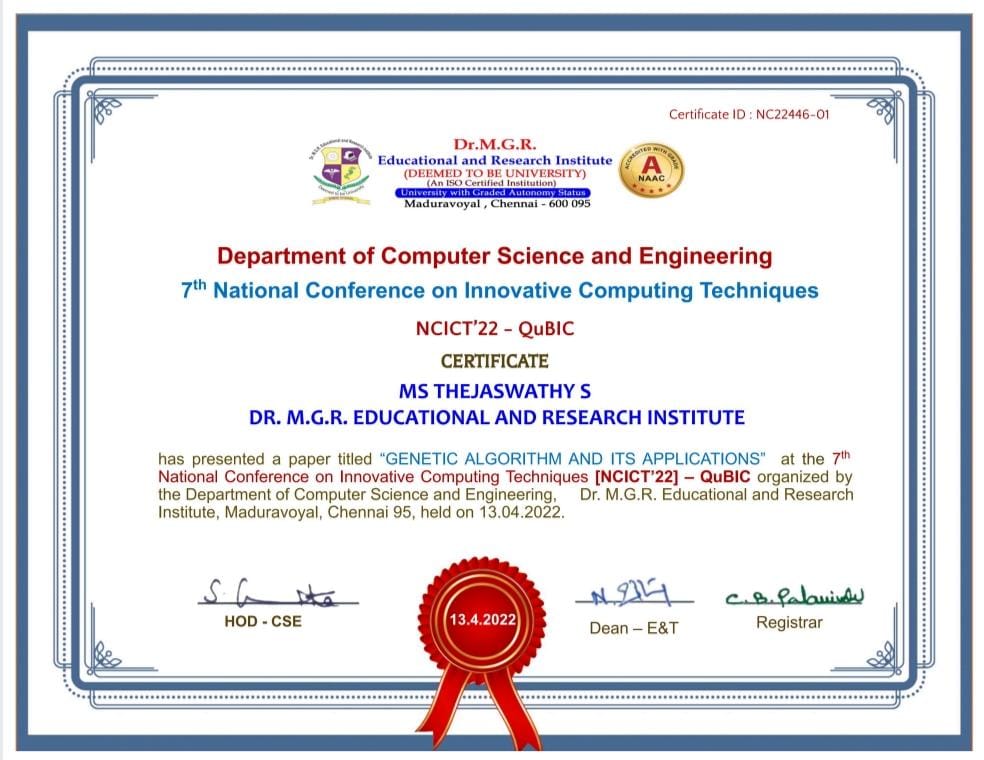 Certificate ID : NC22446-01
Dr.M.G.R.
Educational and Research Institute
(DEEMED TO BE UNIVERSITY)
(An ISO Certified Institution)
University with Graded Autonomy Status
Maduravoyal , Chennai - 600 095
ACCREDITED WITH GRADE
A
NAAC
Department of Computer Science and Engineering
7th National Conference on Innovative Computing Techniques
NCICT’22 - QuBIC
CERTIFICATE
MS THEJASWATHY S
DR. M.G.R. EDUCATIONAL AND RESEARCH INSTITUTE
has presented a paper titled “GENETIC ALGORITHM AND ITS APPLICATIONS” at the 7th
National Conference on Innovative Computing Techniques [NCICT’22] – QuBIC organized by
the Department of Computer Science and Engineering, Dr. M.G.R. Educational and Research
Institute, Maduravoyal, Chennai 95, held on 13.04.2022.
C.B.Palanivelu
HOD - CSE
13.4.2022
Dean – E&T
Registrar